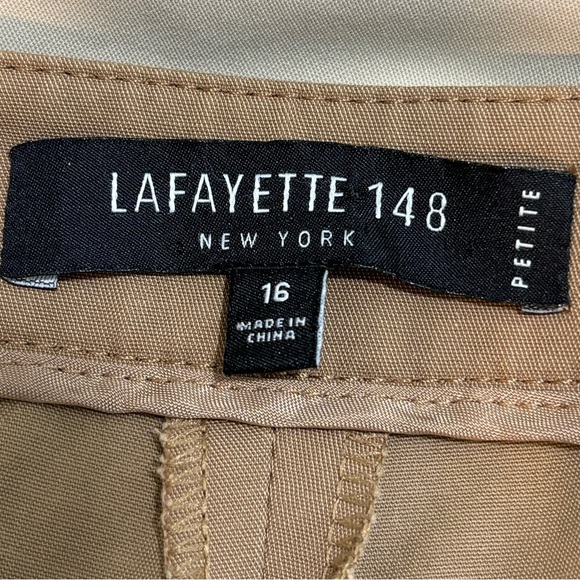 LAFAYETTE 148
NEW YORK
PETITE
16
MADE IN
CHINA